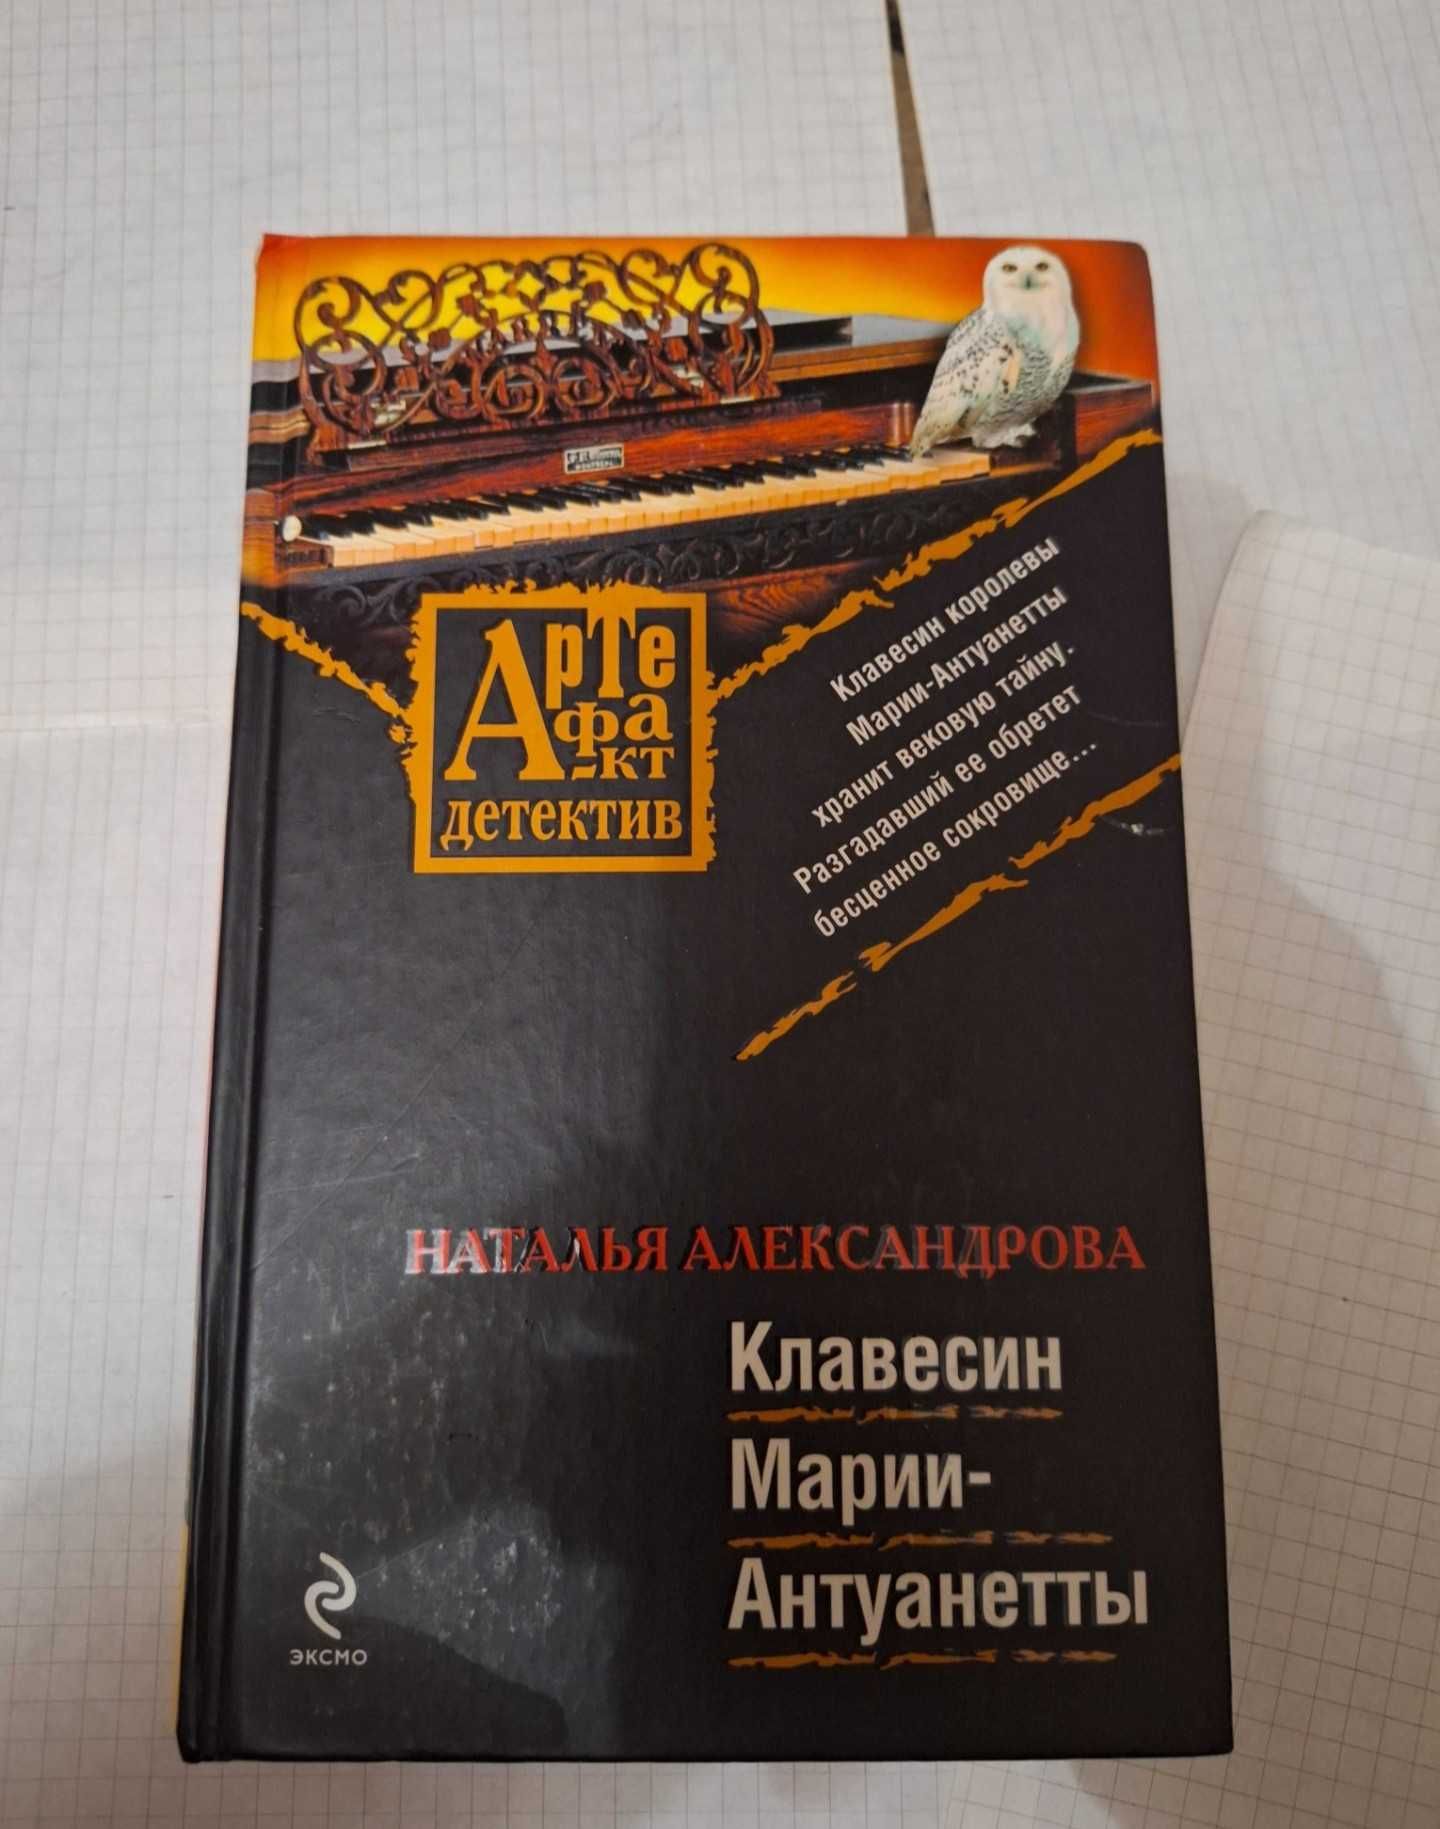 Клавесин королевы
Марии-Антуанетты
хранит вековую тайну.
Разгадавший ее обретет
бесценное сокровище...
Арте
фа
-кт
детектив
НАТАЛЬЯ АЛЕКСАНДРОВА
Клавесин
Марии-
Антуанетты
ЭКСМО